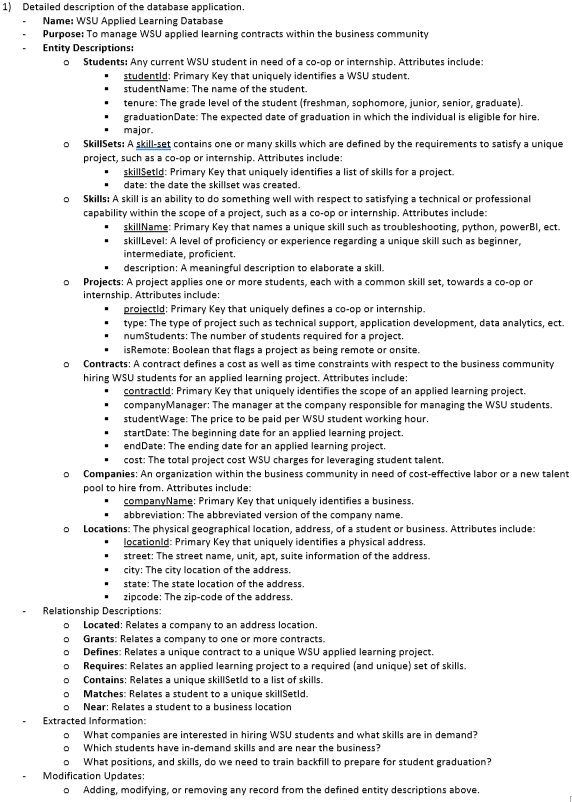 1) Detailed description of the database application.
- Name: WSU Applied Learning Database
- Purpose: To manage WSU applied learning contracts within the business community
- Entity Descriptions:
o Students: Any current WSU student in need of a co-op or internship. Attributes include:
▪ studentId: Primary Key that uniquely identifies a WSU student.
▪ studentName: The name of the student.
▪ tenure: The grade level of the student (freshman, sophomore, junior, senior, graduate).
▪ graduationDate: The expected date of graduation in which the individual is eligible for hire.
▪ major.
o SkillSets: A skill-set contains one or many skills which are defined by the requirements to satisfy a unique
project, such as a co-op or internship. Attributes include:
▪ skillSetId: Primary Key that uniquely identifies a list of skills for a project.
▪ date: the date the skillset was created.
o Skills: A skill is an ability to do something well with respect to satisfying a technical or professional
capability within the scope of a project, such as a co-op or internship. Attributes include:
▪ skillName: Primary Key that names a unique skill such as troubleshooting, python, powerBI, ect.
▪ skillLevel: A level of proficiency or experience regarding a unique skill such as beginner,
intermediate, proficient.
▪ description: A meaningful description to elaborate a skill.
o Projects: A project applies one or more students, each with a common skill set, towards a co-op or
internship. Attributes include:
▪ projectId: Primary Key that uniquely defines a co-op or internship.
▪ type: The type of project such as technical support, application development, data analytics, ect.
▪ numStudents: The number of students required for a project.
▪ isRemote: Boolean that flags a project as being remote or onsite.
o Contracts: A contract defines a cost as well as time constraints with respect to the business community
hiring WSU students for an applied learning project. Attributes include:
▪ contractId: Primary Key that uniquely identifies the scope of an applied learning project.
▪ companyManager: The manager at the company responsible for managing the WSU students.
▪ studentWage: The price to be paid per WSU student working hour.
▪ startDate: The beginning date for an applied learning project.
▪ endDate: The ending date for an applied learning project.
▪ cost: The total project cost WSU charges for leveraging student talent.
o Companies: An organization within the business community in need of cost-effective labor or a new talent
pool to hire from. Attributes include:
▪ companyName: Primary Key that uniquely identifies a business.
▪ abbreviation: The abbreviated version of the company name.
o Locations: The physical geographical location, address, of a student or business. Attributes include:
▪ locationId: Primary Key that uniquely identifies a physical address.
▪ street: The street name, unit, apt, suite information of the address.
▪ city: The city location of the address.
▪ state: The state location of the address.
▪ zipcode: The zip-code of the address.
- Relationship Descriptions:
o Located: Relates a company to an address location.
o Grants: Relates a company to one or more contracts.
o Defines: Relates a unique contract to a unique WSU applied learning project.
o Requires: Relates an applied learning project to a required (and unique) set of skills.
o Contains: Relates a unique skillSetId to a list of skills.
o Matches: Relates a student to a unique skillSetId.
o Near: Relates a student to a business location
- Extracted Information:
o What companies are interested in hiring WSU students and what skills are in demand?
o Which students have in-demand skills and are near the business?
o What positions, and skills, do we need to train backfill to prepare for student graduation?
- Modification Updates:
o Adding, modifying, or removing any record from the defined entity descriptions above.